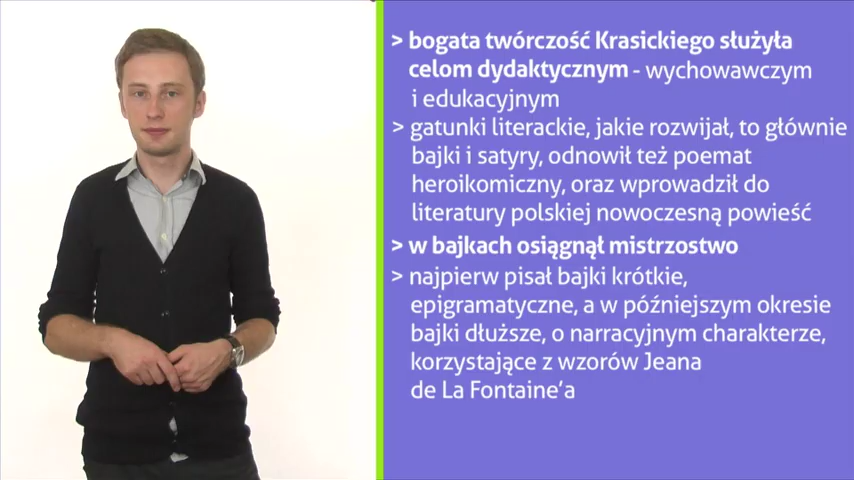 > bogata twórczość Krasickiego służyła
celom dydaktycznym - wychowawczym
i edukacyjnym
> gatunki literackie, jakie rozwijał, to głównie
bajki i satyry, odnowił też poemat
heroikomiczny, oraz wprowadził do
literatury polskiej nowoczesną powieść
> w bajkach osiągnął mistrzostwo
> najpierw pisał bajki krótkie,
epigramatyczne, a w późniejszym okresie
bajki dłuższe, o narracyjnym charakterze,
korzystające z wzorów Jeana
de La Fontaine’a